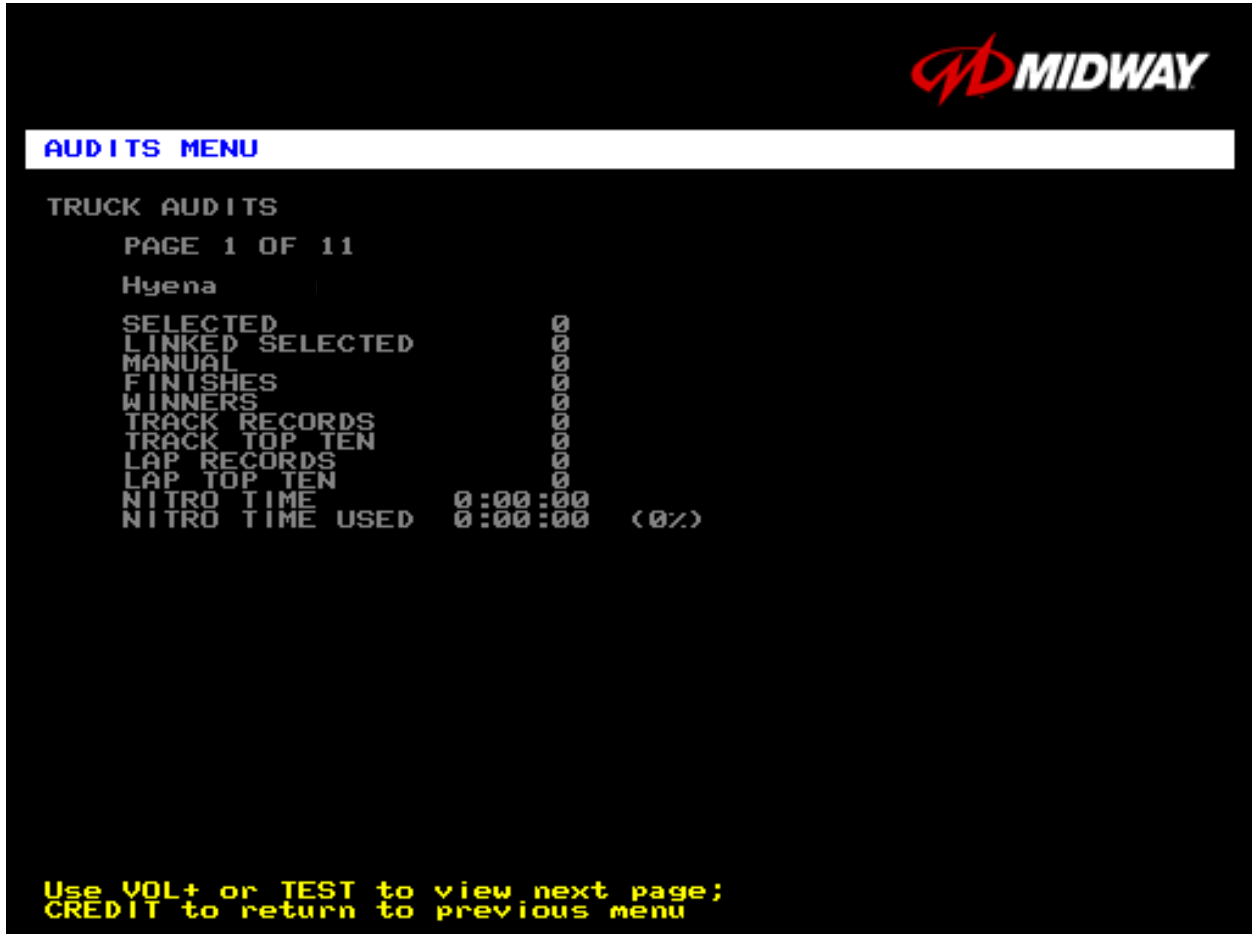 MIDWAY
AUDITS MENU
TRUCK AUDITS
PAGE 1 OF 11
Hyena
SELECTED 0
LINKED SELECTED 0
MANUAL 0
FINISHES 0
WINNERS 0
TRACK RECORDS 0
TRACK TOP TEN 0
LAP RECORDS 0
LAP TOP TEN 0
NITRO TIME 0:00:00
NITRO TIME USED 0:00:00 (0%)
Use VOL+ or TEST to view next page;
CREDIT to return to previous menu